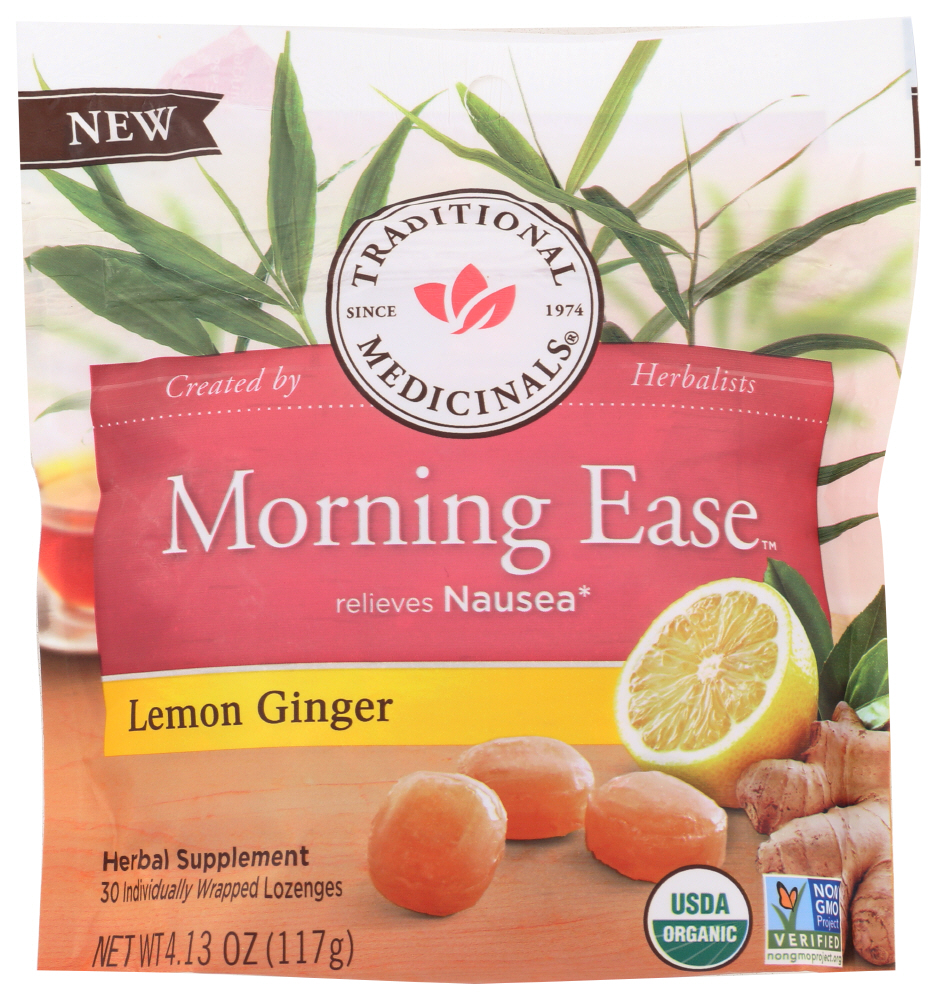 NEW
TRADITIONAL
SINCE 1974
MEDICINALS®
Created by Herbalists
Morning Ease™
relieves Nausea*
Lemon Ginger
Herbal Supplement
30 Individually Wrapped Lozenges
NET WT 4.13 OZ (117g)
USDA
ORGANIC
NON
GMO
Project
VERIFIED
nongmoproject.org